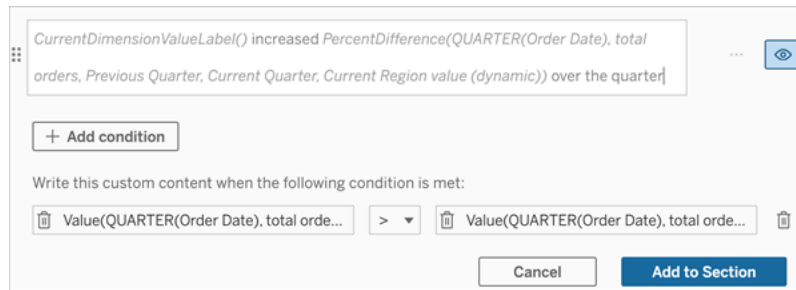 CurrentDimensionValueLabel() increased PercentDifference(QUARTER(Order Date), total
orders, Previous Quarter, Current Quarter, Current Region value (dynamic)) over the quarter
+ Add condition
Write this custom content when the following condition is met:
Value(QUARTER(Order Date), total orde... > Value(QUARTER(Order Date), total orde...
Cancel Add to Section